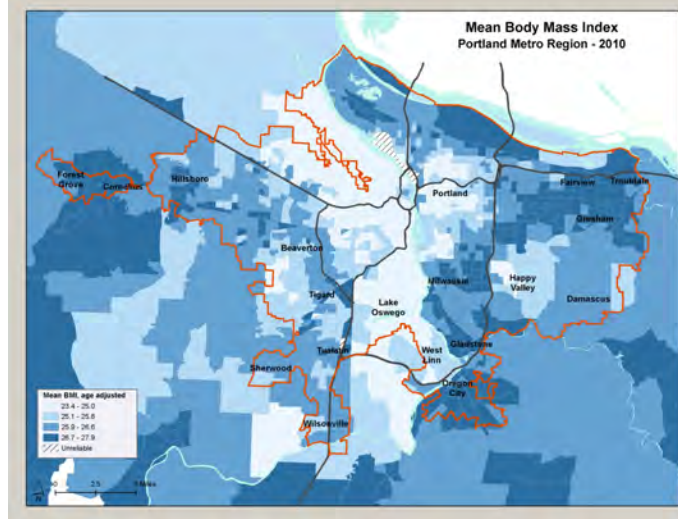 Mean Body Mass Index
Portland Metro Region - 2010
Forest
Grove
Cornelius
Hillsboro
Portland
Fairview
Troutdale
Gresham
Beaverton
Tigard
Milwaukie
Happy
Valley
Damascus
Lake
Oswego
Tualatin
West
Linn
Gladstone
Sherwood
Oregon
City
Wilsonville
Mean BMI, age adjusted
23.4 - 25.0
25.1 - 25.8
25.9 - 26.6
26.7 - 27.9
Unreliable
N
0 2.5 5 Miles